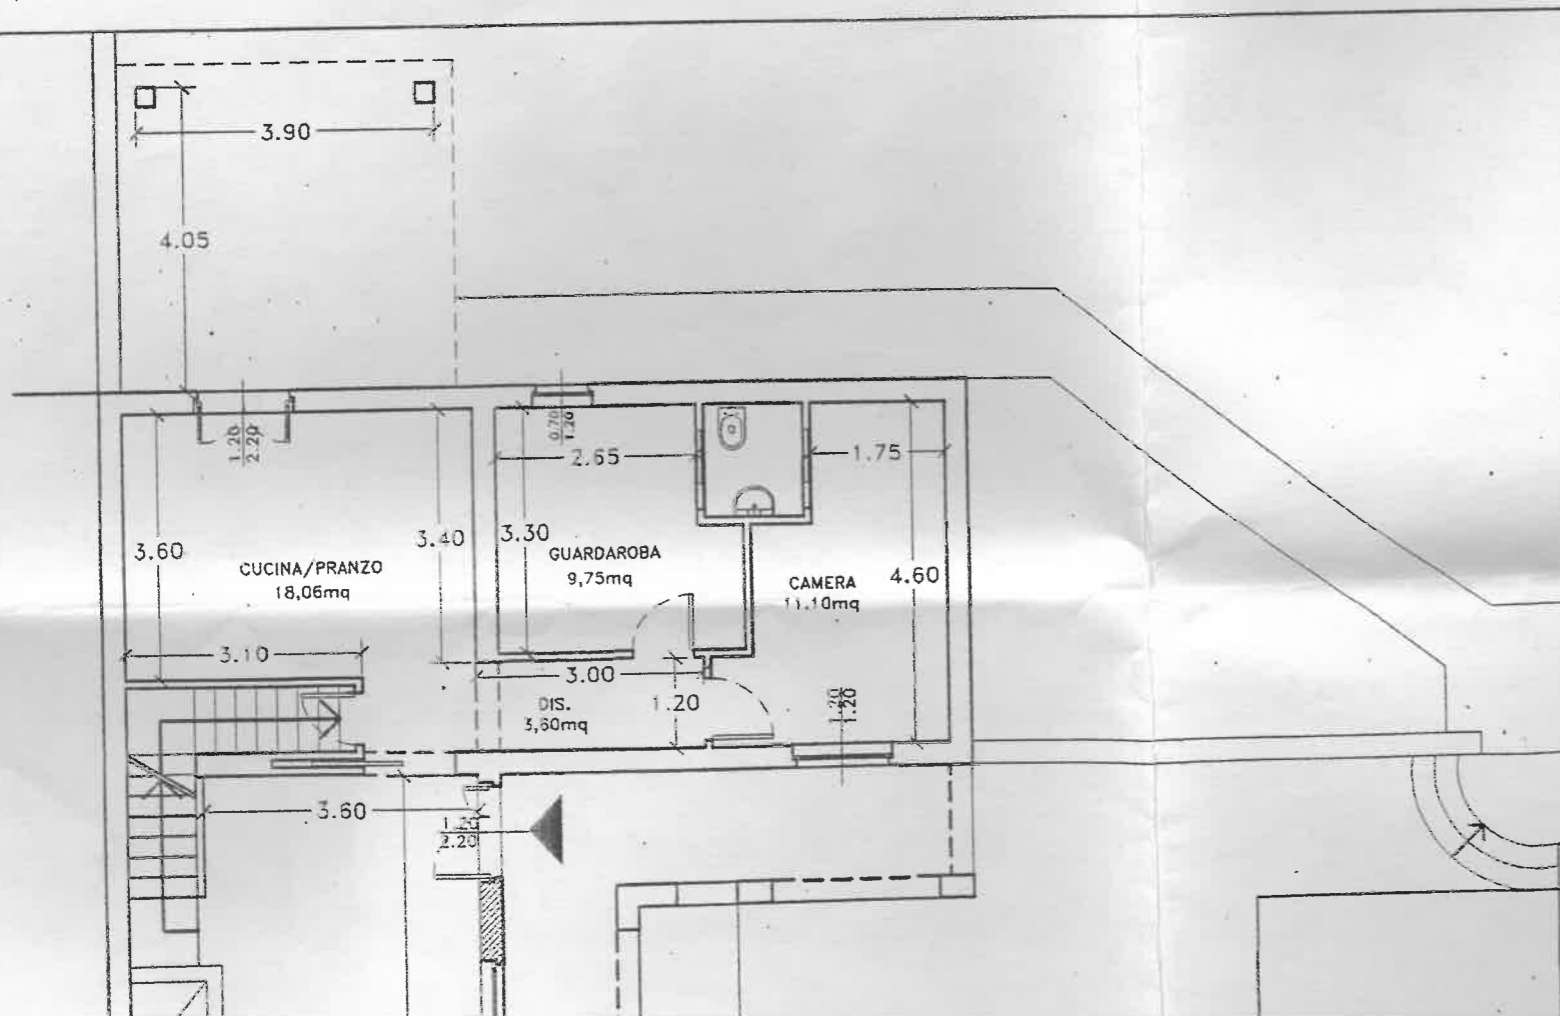 3.90
4.05
1.20
2.20
0.70
1.20
2.65
1.75
3.60
3.40
3.30
CUCINA/PRANZO
18,06mq
GUARDAROBA
9,75mq
CAMERA
11.10mq
4.60
3.10
3.00
DIS.
3,60mq
1.20
1.20
1.20
3.60
1.20
2.20